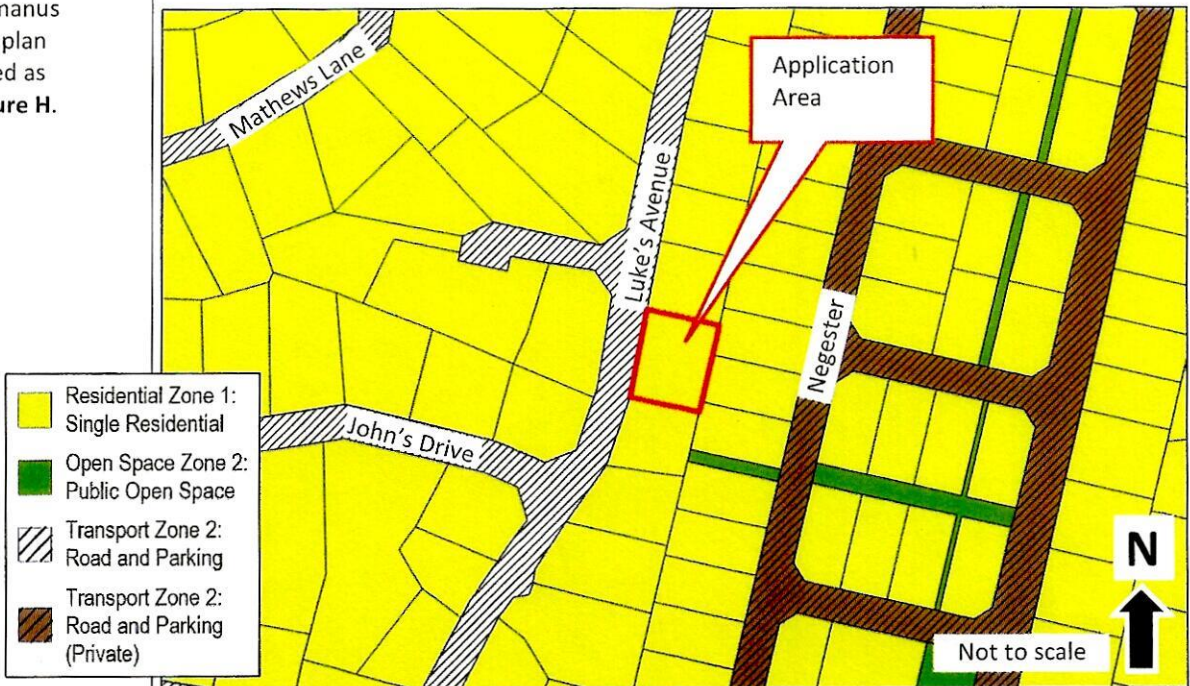 manus
plan
ed as
ure H.
Mathews Lane
Application
Area
Luke's Avenue
Negester
John's Drive
Residential Zone 1:
Single Residential
Open Space Zone 2:
Public Open Space
Transport Zone 2:
Road and Parking
Transport Zone 2:
Road and Parking
(Private)
N
Not to scale